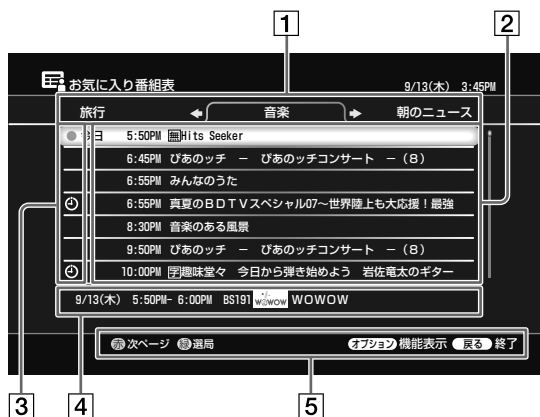 1
2
お気に入り番組表 9/13(木) 3:45PM
旅行 音楽 朝のニュース
今日 5:50PM 無Hits Seeker
6:45PM ぴあのッチ − ぴあのッチコンサート −(8)
6:55PM みんなのうた
6:55PM 真夏のBDTVスペシャル07〜世界陸上も大応援!最強
8:30PM 音楽のある風景
9:50PM ぴあのッチ − ぴあのッチコンサート −(8)
10:00PM 字趣味堂々 今日から弾き始めよう 岩佐竜太のギター
9/13(木) 5:50PM- 6:00PM BS191 WOWOW WOWOW
赤 次ページ 緑 選局 オプション 機能表示 戻る 終了
3
4
5